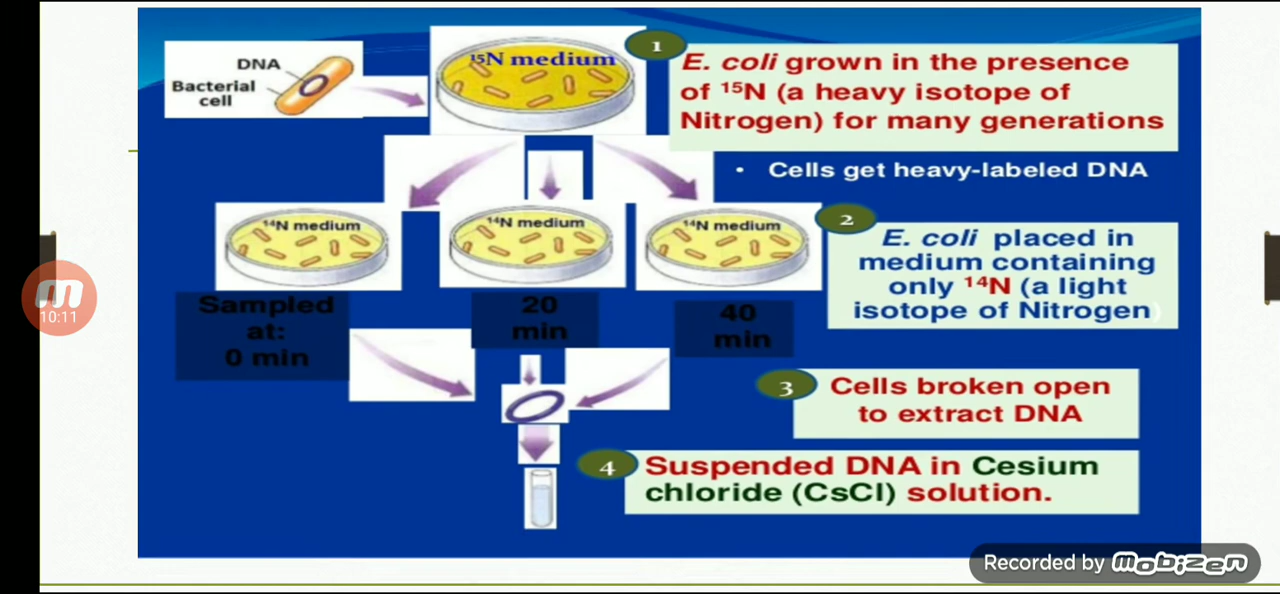 DNA
Bacterial
cell
¹⁵N medium
1
E. coli grown in the presence
of ¹⁵N (a heavy isotope of
Nitrogen) for many generations
• Cells get heavy-labeled DNA
¹⁴N medium
¹⁴N medium
¹⁴N medium
2
E. coli placed in
medium containing
only ¹⁴N (a light
isotope of Nitrogen)
Sampled
at:
0 min
20
min
40
min
10:11
3
Cells broken open
to extract DNA
4
Suspended DNA in Cesium
chloride (CsCl) solution.
Recorded by mobizen